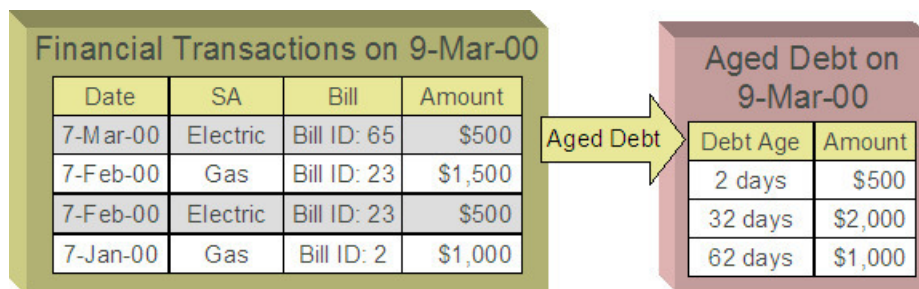 Financial Transactions on 9-Mar-00
Date SA Bill Amount
7-Mar-00 Electric Bill ID: 65 $500
7-Feb-00 Gas Bill ID: 23 $1,500
7-Feb-00 Electric Bill ID: 23 $500
7-Jan-00 Gas Bill ID: 2 $1,000
Aged Debt
Aged Debt on
9-Mar-00
Debt Age Amount
2 days $500
32 days $2,000
62 days $1,000